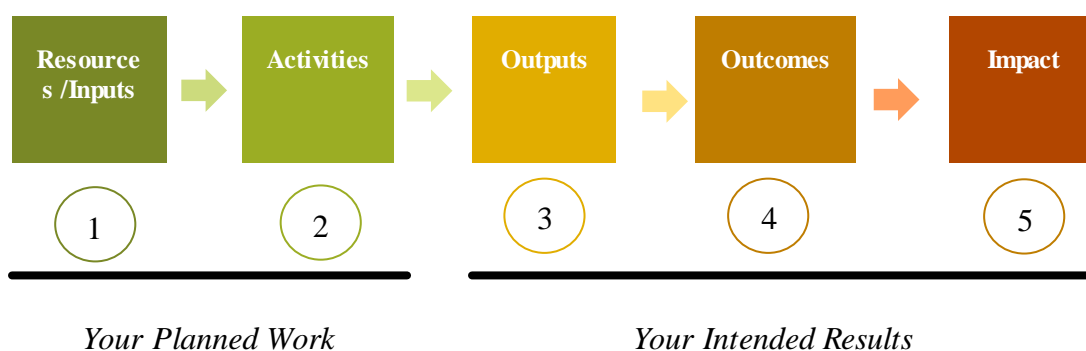 Resource
s /Inputs
Activities
Outputs
Outcomes
Impact
1
2
3
4
5
Your Planned Work
Your Intended Results